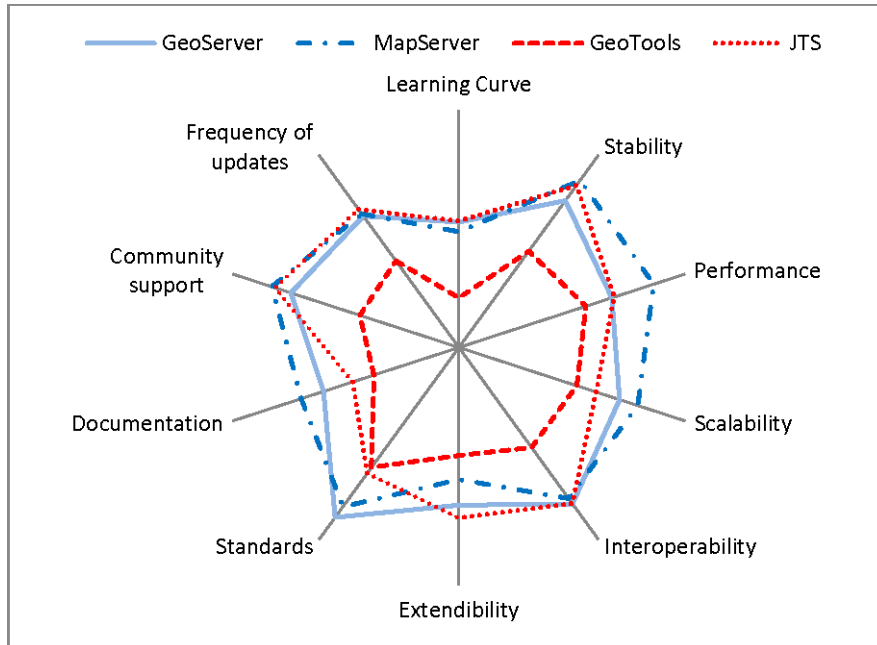 GeoServer MapServer GeoTools JTS
Learning Curve
Frequency of
updates
Stability
Community
support
Performance
Documentation
Scalability
Standards
Interoperability
Extendibility